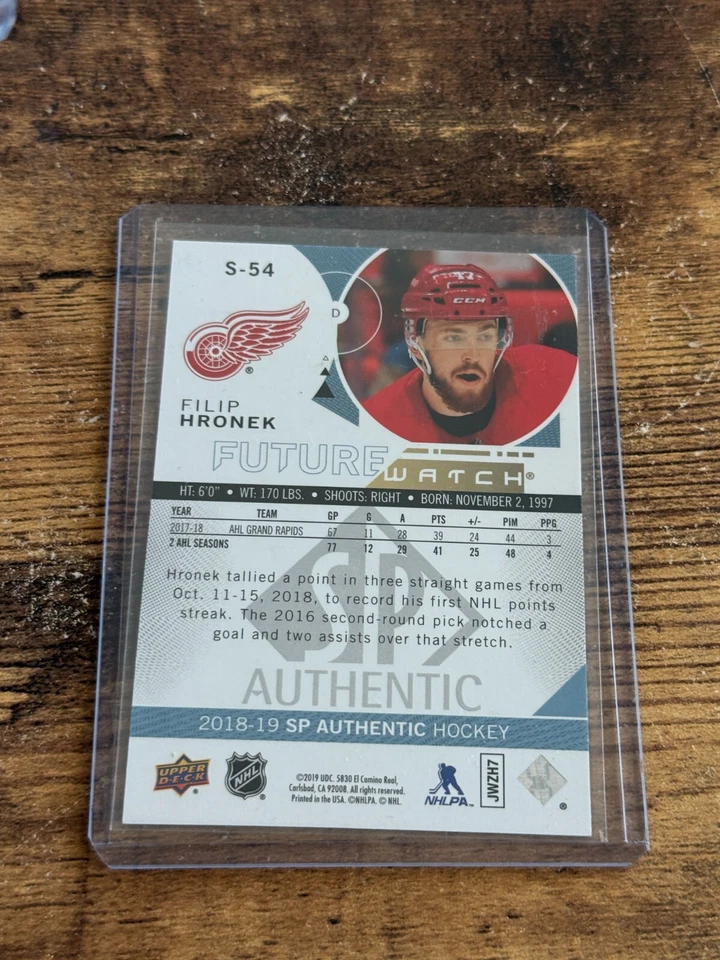 S-54
D
CCM
FILIP
HRONEK
FUTURE
WATCH®
HT: 6'0" • WT: 170 LBS. • SHOOTS: RIGHT • BORN: NOVEMBER 2, 1997
YEAR TEAM GP G A PTS +/- PIM PPG
2017-18 AHL GRAND RAPIDS 67 11 28 39 24 44 3
2 AHL SEASONS 77 12 29 41 25 48 4
Hronek tallied a point in three straight games from
Oct. 11-15, 2018, to record his first NHL points
streak. The 2016 second-round pick notched a
goal and two assists over that stretch.
SP
AUTHENTIC
2018-19 SP AUTHENTIC HOCKEY
UPPER
DECK
NHL
©2019 UDC. 5830 El Camino Real,
Carlsbad, CA 92008. All rights reserved.
Printed in the USA. ©NHLPA. © NHL.
NHLPA
JWZH7